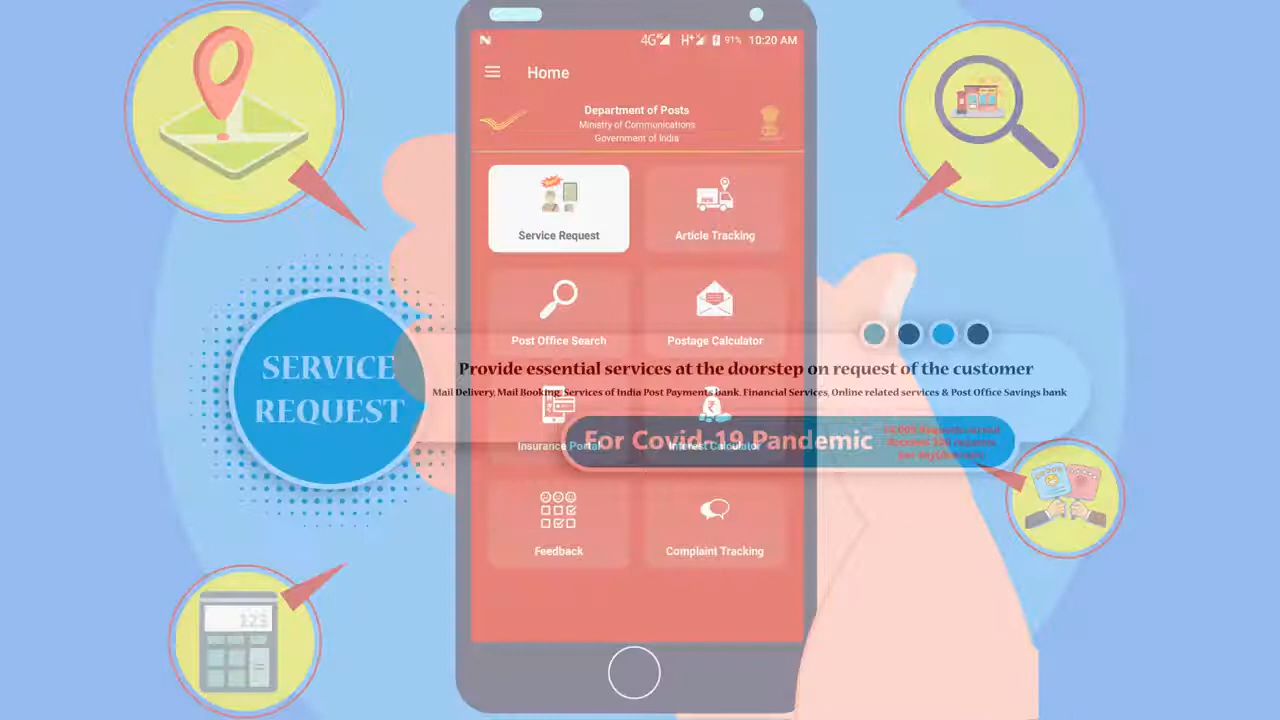 4G H+ 91% 10:20 AM
Home
Department of Posts
Ministry of Communications
Government of India
Service Request
Article Tracking
Post Office Search
Postage Calculator
SERVICE
REQUEST
Provide essential services at the doorstep on request of the customer
Mail Delivery, Mail Booking, Services of India Post Payments bank, Financial Services, Online related services & Post Office Savings bank
Insurance Portal
Interest Calculator
For Covid-19 Pandemic
Feedback
Complaint Tracking
123